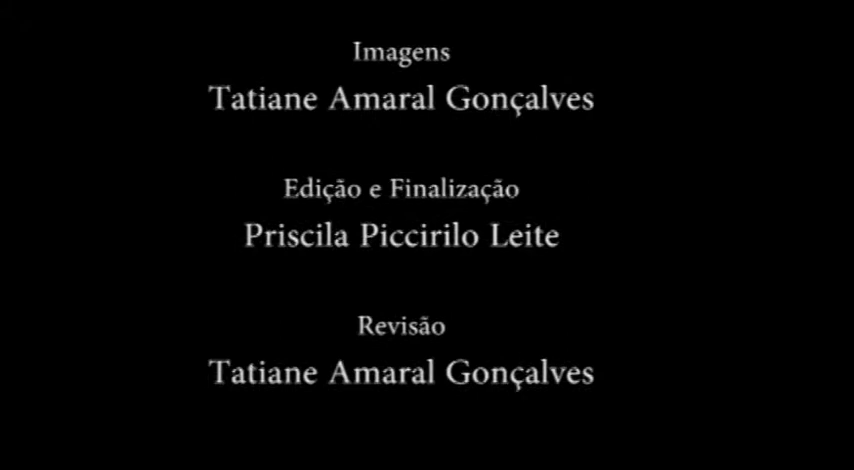 Imagens
Tatiane Amaral Gonçalves
Edição e Finalização
Priscila Piccirilo Leite
Revisão
Tatiane Amaral Gonçalves